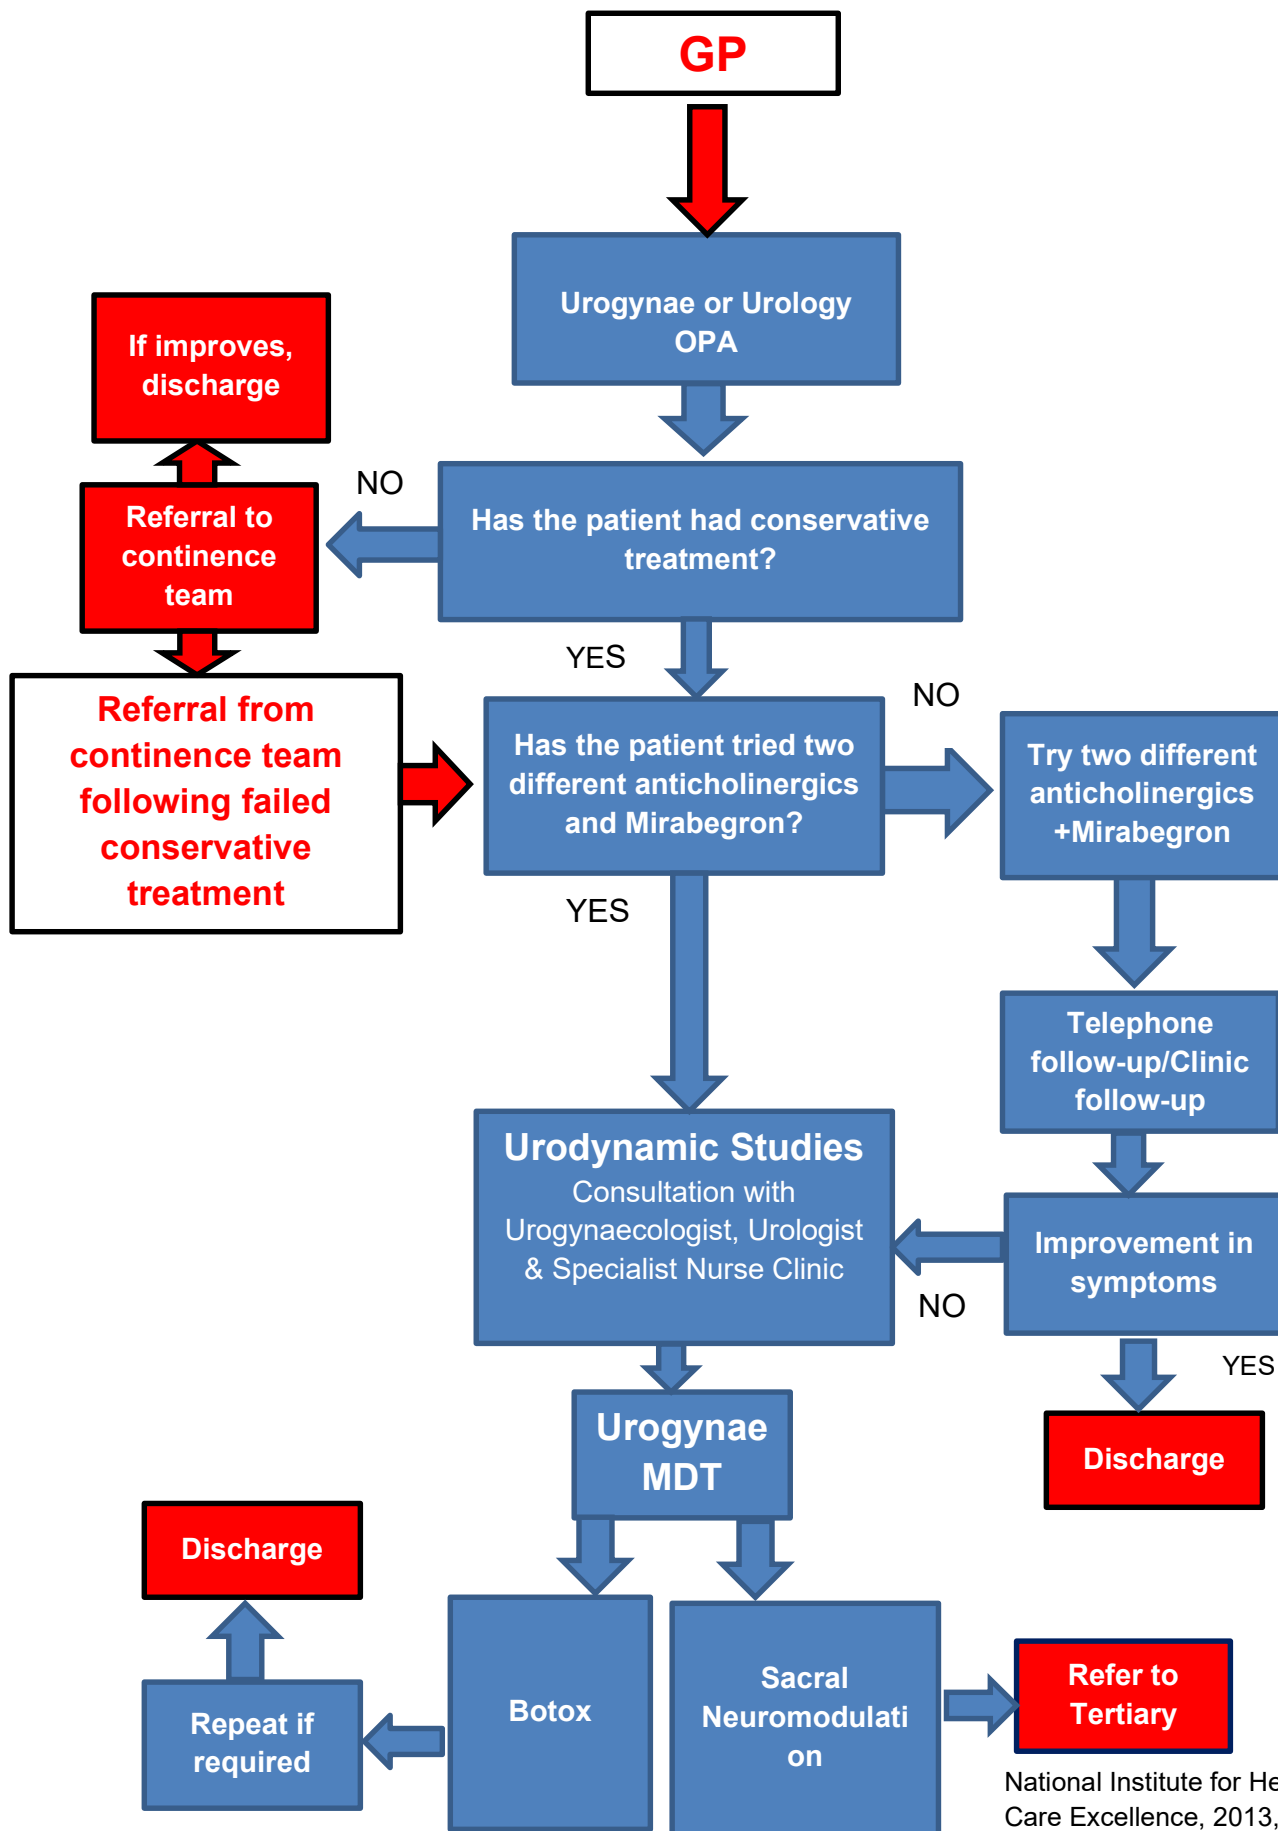 GP
Urogynae or Urology
OPA
If improves,
discharge
NO
Referral to
continence
team
Has the patient had conservative
treatment?
YES
NO
Referral from
continence team
following failed
conservative
treatment
Has the patient tried two
different anticholinergics
and Mirabegron?
Try two different
anticholinergics
+Mirabegron
YES
Telephone
follow-up/Clinic
follow-up
Urodynamic Studies
Consultation with
Urogynaecologist, Urologist
& Specialist Nurse Clinic
Improvement in
symptoms
NO
YES
Urogynae
MDT
Discharge
Discharge
Botox
Sacral
Neuromodulati
on
Refer to
Tertiary
Repeat if
required
National Institute for He
Care Excellence, 2013,